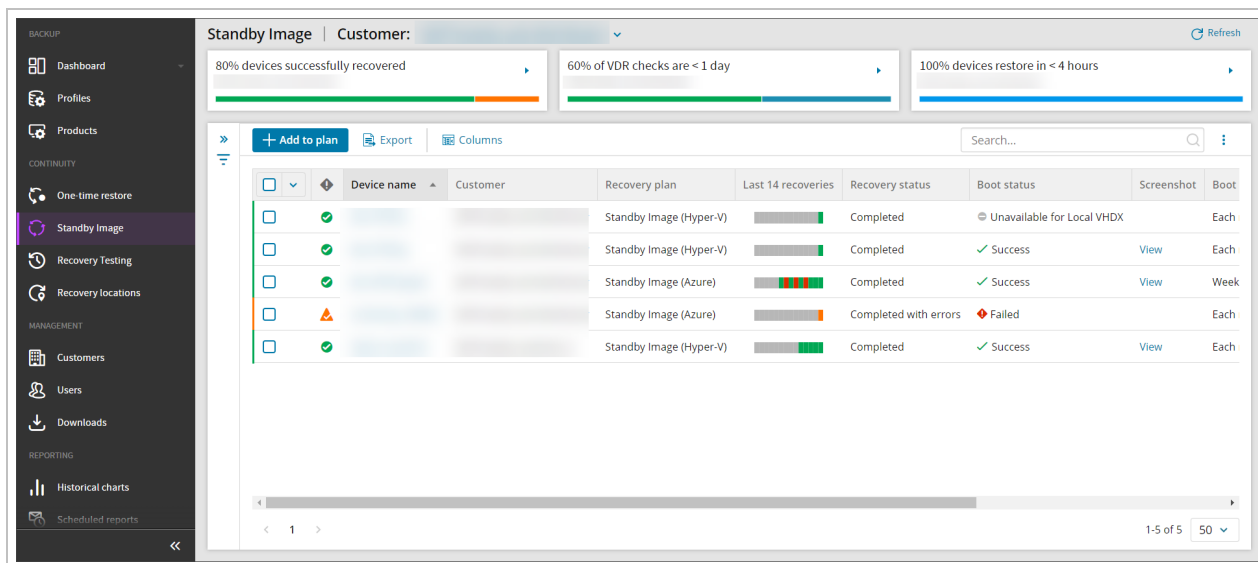 BACKUP
Dashboard
Profiles
Products
CONTINUITY
One-time restore
Standby Image
Recovery Testing
Recovery locations
MANAGEMENT
Customers
Users
Downloads
REPORTING
Historical charts
Scheduled reports
Standby Image | Customer:
Refresh
80% devices successfully recovered
60% of VDR checks are < 1 day
100% devices restore in < 4 hours
Add to plan Export Columns Search...
Device name Customer Recovery plan Last 14 recoveries Recovery status Boot status Screenshot Boot
Standby Image (Hyper-V) Completed Unavailable for Local VHDX Each
Standby Image (Hyper-V) Completed Success View Each
Standby Image (Azure) Completed Success View Week
Standby Image (Azure) Completed with errors Failed Each
Standby Image (Hyper-V) Completed Success View Each
1 1-5 of 5 50